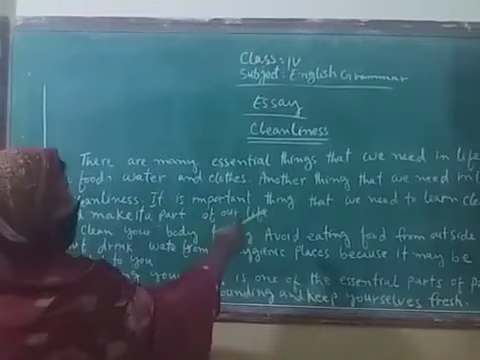 Class: IV
Subject: English Grammar
Essay
Cleanliness
There are many essential things that we need in life
food, water and clothes. Another thing that we need in
It is important thing that we need to learn
make it a part of our life
clean your body Avoid eating food from outside
drink wate from places because it may be
to you
is one of the essential parts of
and keep yourselves fresh.